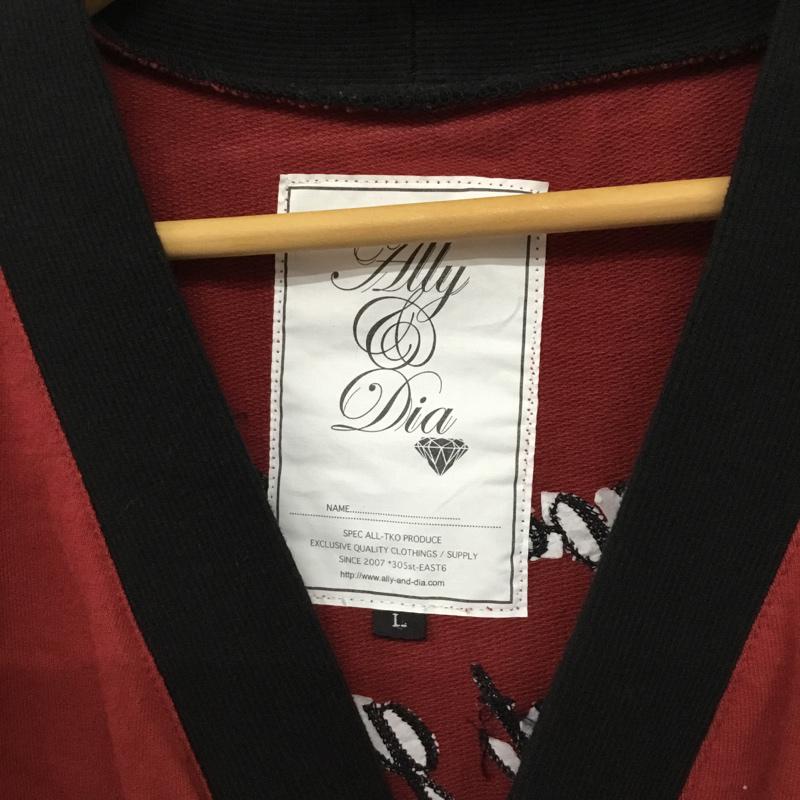 Ally
&
Dia
NAME..............................
SPEC ALL-TKO PRODUCE
EXCLUSIVE QUALITY CLOTHINGS / SUPPLY
SINCE 2007 *305st-EAST6
http://www.ally-and-dia.com
L